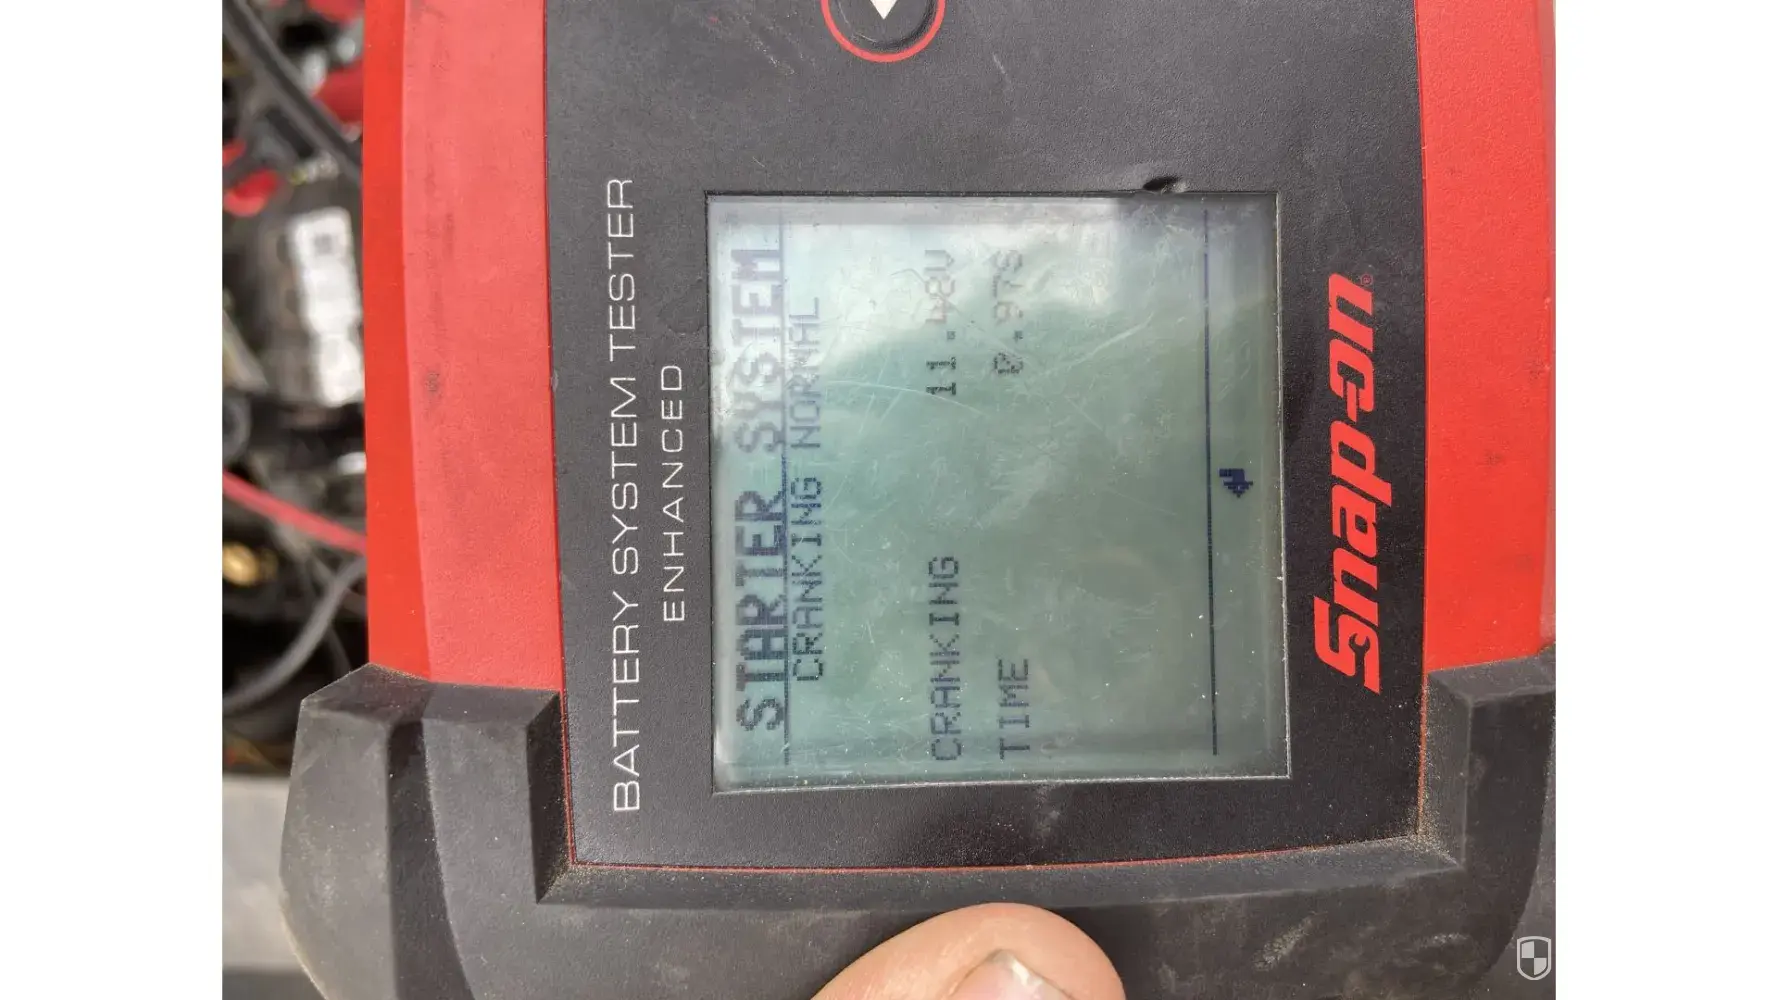 BATTERY SYSTEM TESTER
ENHANCED
STARTER SYSTEM
CRANKING NORMAL
CRANKING 11.48V
TIME 0.97S
Snap-on®